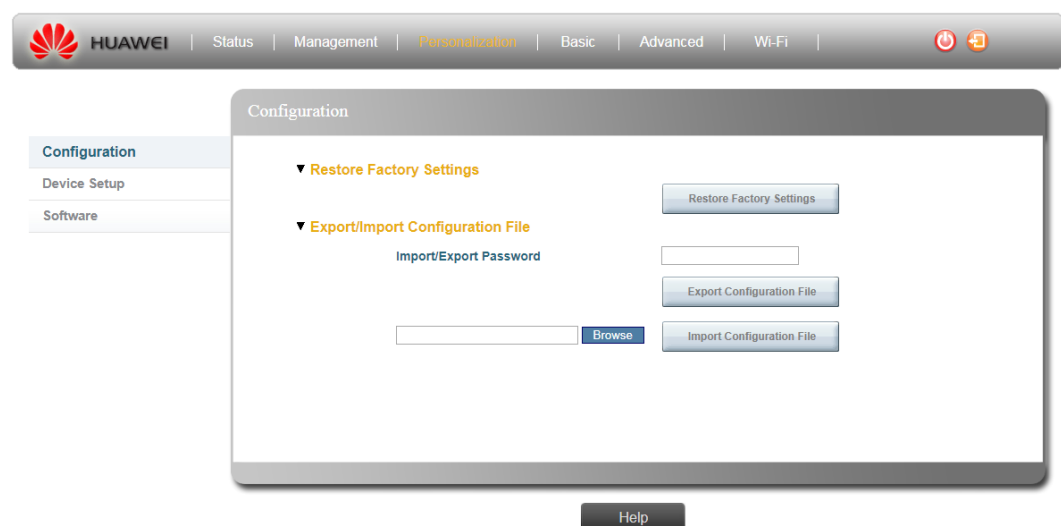 HUAWEI | Status | Management | Personalization | Basic | Advanced | Wi-Fi |
Configuration
Configuration
Device Setup
Software
Restore Factory Settings
Restore Factory Settings
Export/Import Configuration File
Import/Export Password
Export Configuration File
Browse
Import Configuration File
Help